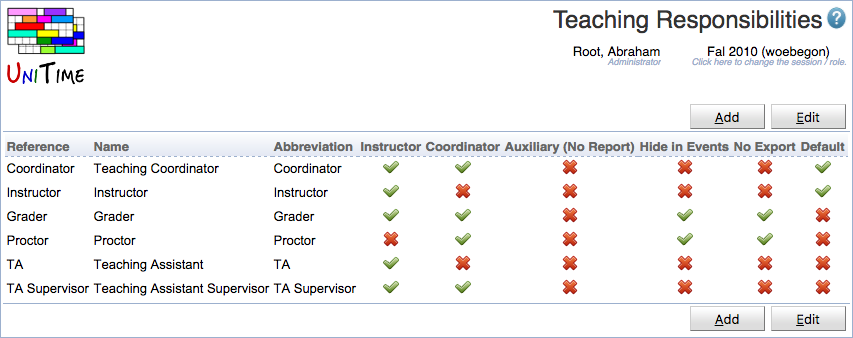 Teaching Responsibilities ?
UNITIME
Root, Abraham Fal 2010 (woebegon)
Administrator Click here to change the session / role.
Add Edit
Reference Name Abbreviation Instructor Coordinator Auxiliary (No Report) Hide in Events No Export Default
Coordinator Teaching Coordinator Coordinator
Instructor Instructor Instructor
Grader Grader Grader
Proctor Proctor Proctor
TA Teaching Assistant TA
TA Supervisor Teaching Assistant Supervisor TA Supervisor
Add Edit